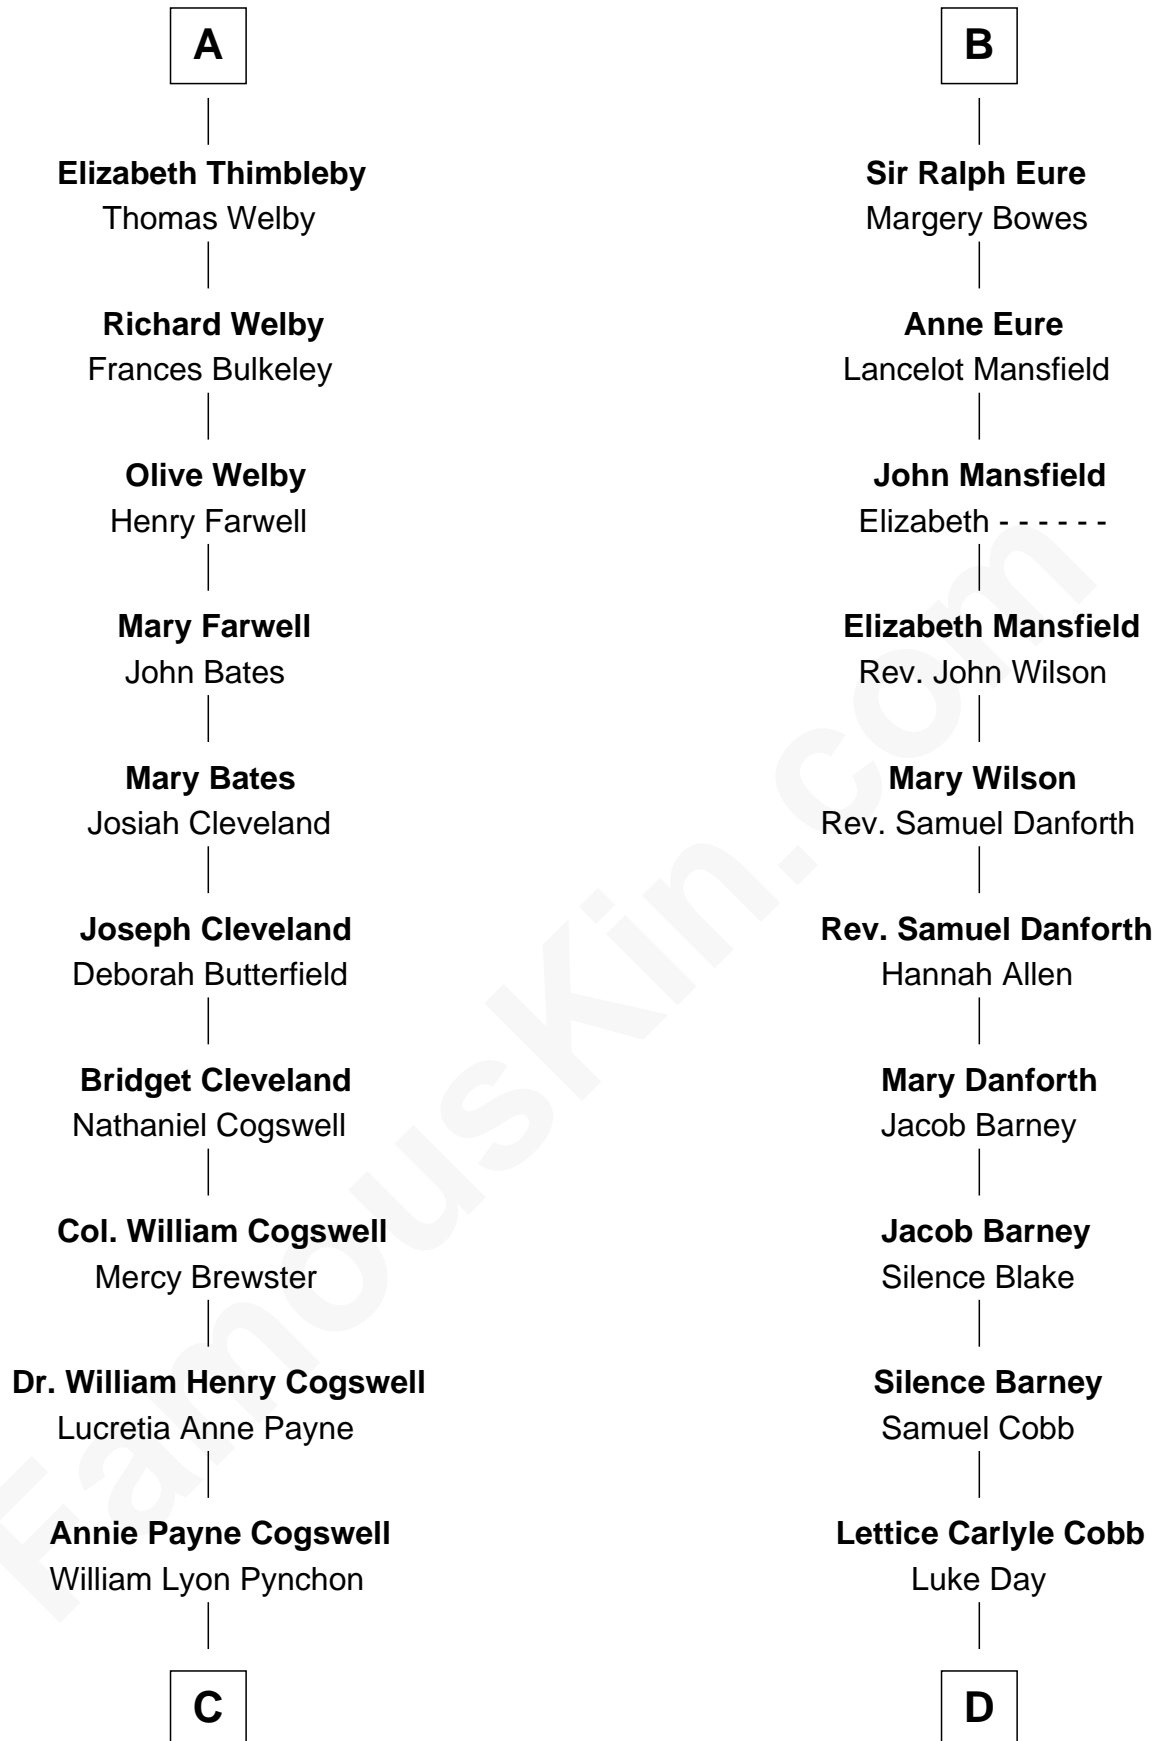 A
Elizabeth Thimbleby
Thomas Welby
Richard Welby
Frances Bulkeley
Olive Welby
Henry Farwell
Mary Farwell
John Bates
Mary Bates
Josiah Cleveland
Joseph Cleveland
Deborah Butterfield
Bridget Cleveland
Nathaniel Cogswell
Col. William Cogswell
Mercy Brewster
Dr. William Henry Cogswell
Lucretia Anne Payne
Annie Payne Cogswell
William Lyon Pynchon
C
B
Sir Ralph Eure
Margery Bowes
Anne Eure
Lancelot Mansfield
John Mansfield
Elizabeth - - - - - -
Elizabeth Mansfield
Rev. John Wilson
Mary Wilson
Rev. Samuel Danforth
Rev. Samuel Danforth
Hannah Allen
Mary Danforth
Jacob Barney
Jacob Barney
Silence Blake
Silence Barney
Samuel Cobb
Lettice Carlyle Cobb
Luke Day
D
FamousKin.com